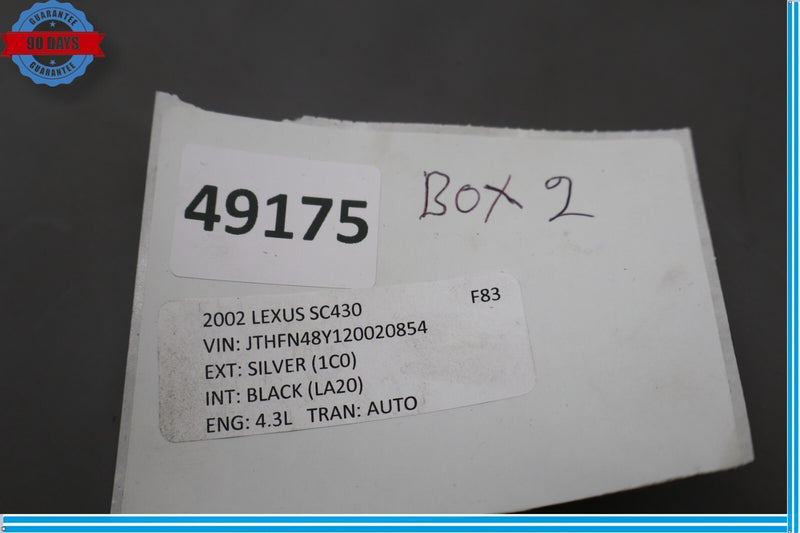 GUARANTEE
90 DAYS
GUARANTEE
49175
BOX 2
2002 LEXUS SC430 F83
VIN: JTHFN48Y120020854
EXT: SILVER (1C0)
INT: BLACK (LA20)
ENG: 4.3L TRAN: AUTO